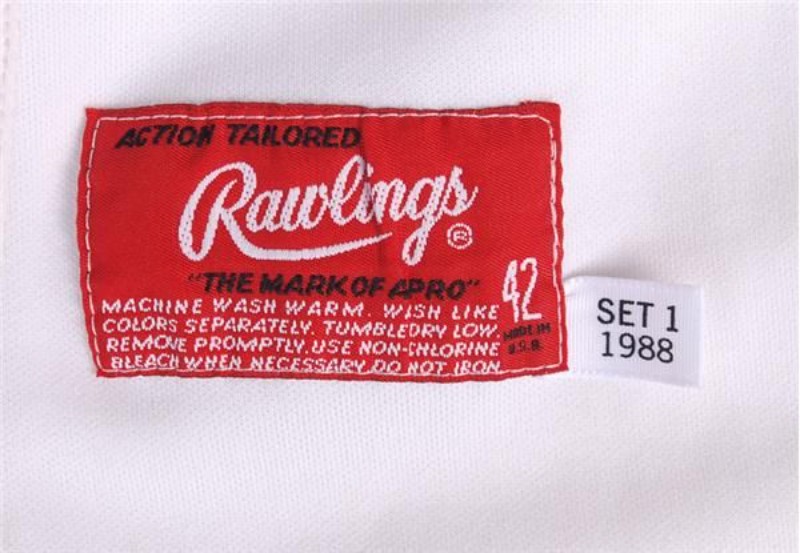 ACTION TAILORED
Rawlings ®
"THE MARK OF A PRO"
42
MACHINE WASH WARM. WISH LIKE
COLORS SEPARATELY. TUMBLEDRY LOW.
REMOVE PROMPTLY. USE NON-CHLORINE
BLEACH WHEN NECESSARY DO NOT IRON.
MADE IN
U.S.A.
SET 1
1988